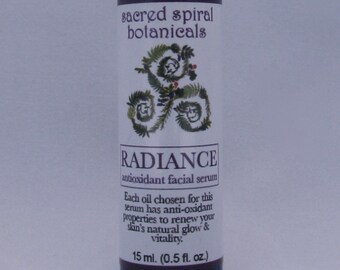 sacred spiral
botanicals
RADIANCE
antioxidant facial serum
Each oil chosen for this
serum has anti-oxidant
properties to renew your
skin's natural glow &
vitality.
15 ml. (0.5 fl. oz.)